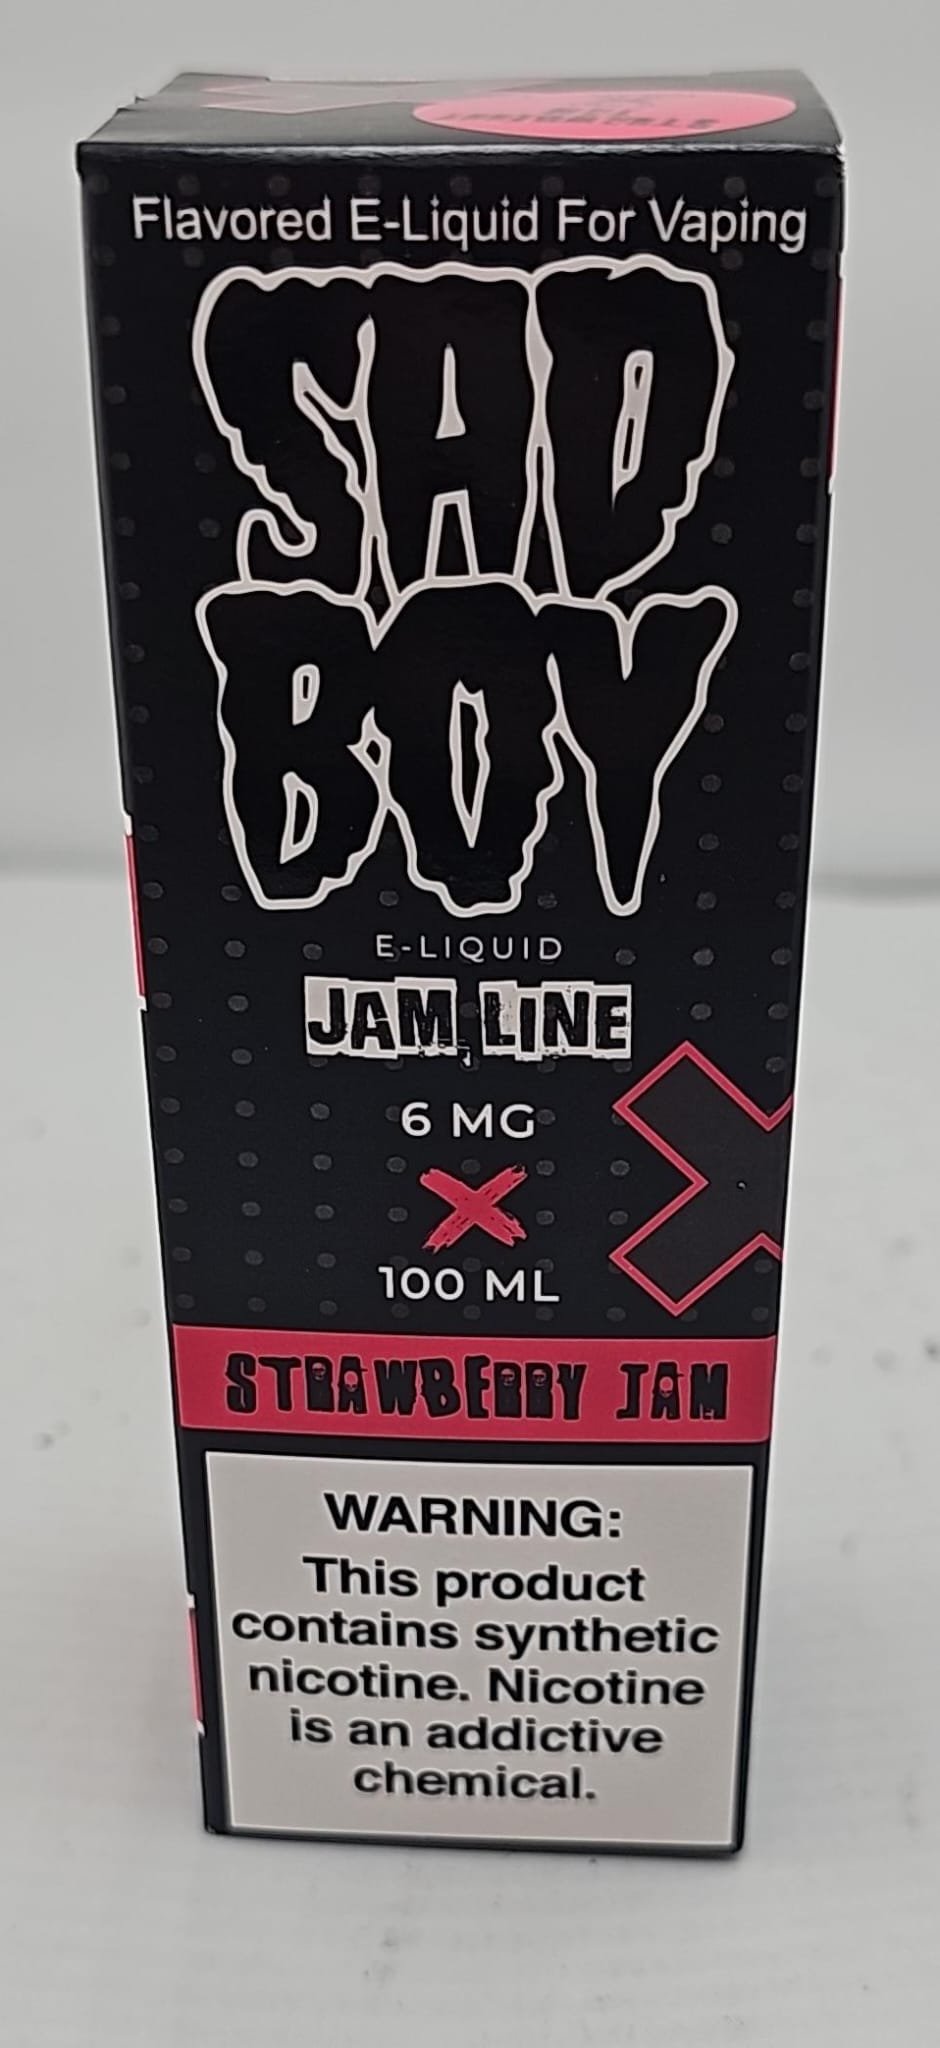 Flavored E-Liquid For Vaping
SAD
BOY
E-LIQUID
JAM LINE
6 MG
100 ML
STRAWBERRY JAM
WARNING:
This product
contains synthetic
nicotine. Nicotine
is an addictive
chemical.